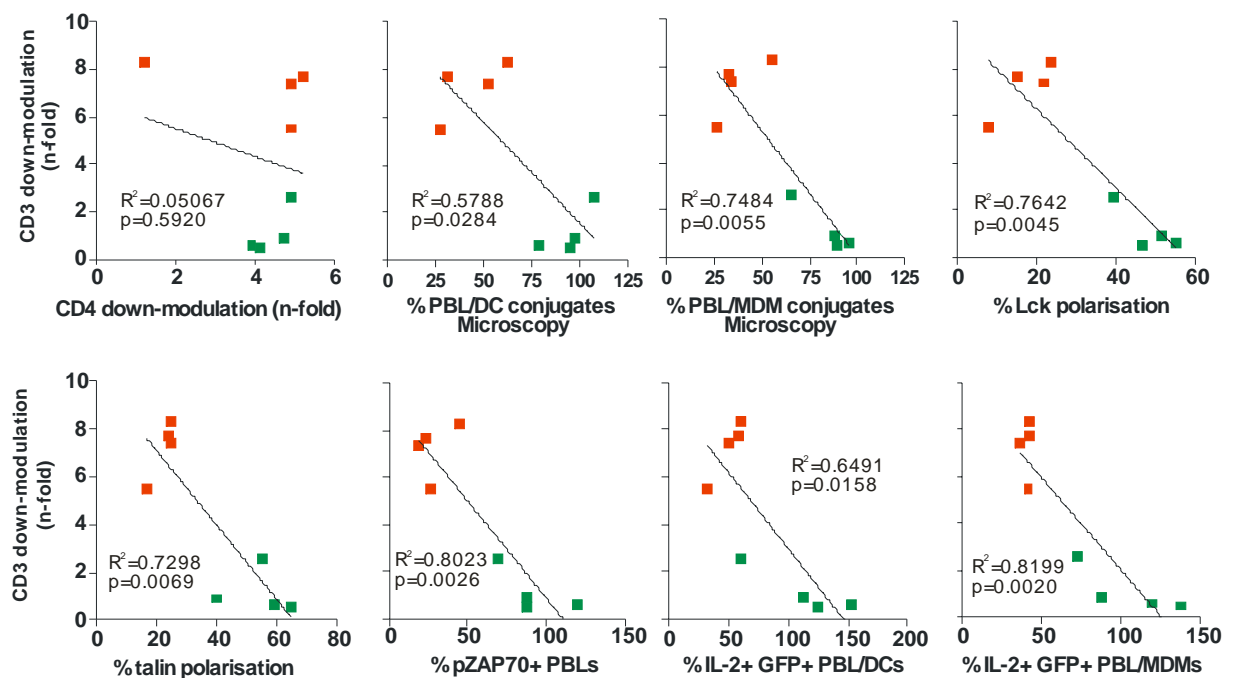 CD3 down-modulation
(n-fold)
10
8
6
4
2
0
R²=0.05067
p=0.5920
0 2 4 6
CD4 down-modulation (n-fold)
R²=0.5788
p=0.0284
0 25 50 75 100 125
% PBL/DC conjugates
Microscopy
R²=0.7484
p=0.0055
0 25 50 75 100 125
% PBL/MDM conjugates
Microscopy
R²=0.7642
p=0.0045
0 20 40 60
% Lck polarisation
CD3 down-modulation
(n-fold)
10
8
6
4
2
0
R²=0.7298
p=0.0069
0 20 40 60 80
% talin polarisation
R²=0.8023
p=0.0026
0 50 100 150
% pZAP70+ PBLs
R²=0.6491
p=0.0158
0 50 100 150 200
% IL-2+ GFP+ PBL/DCs
R²=0.8199
p=0.0020
0 50 100 150
% IL-2+ GFP+ PBL/MDMs